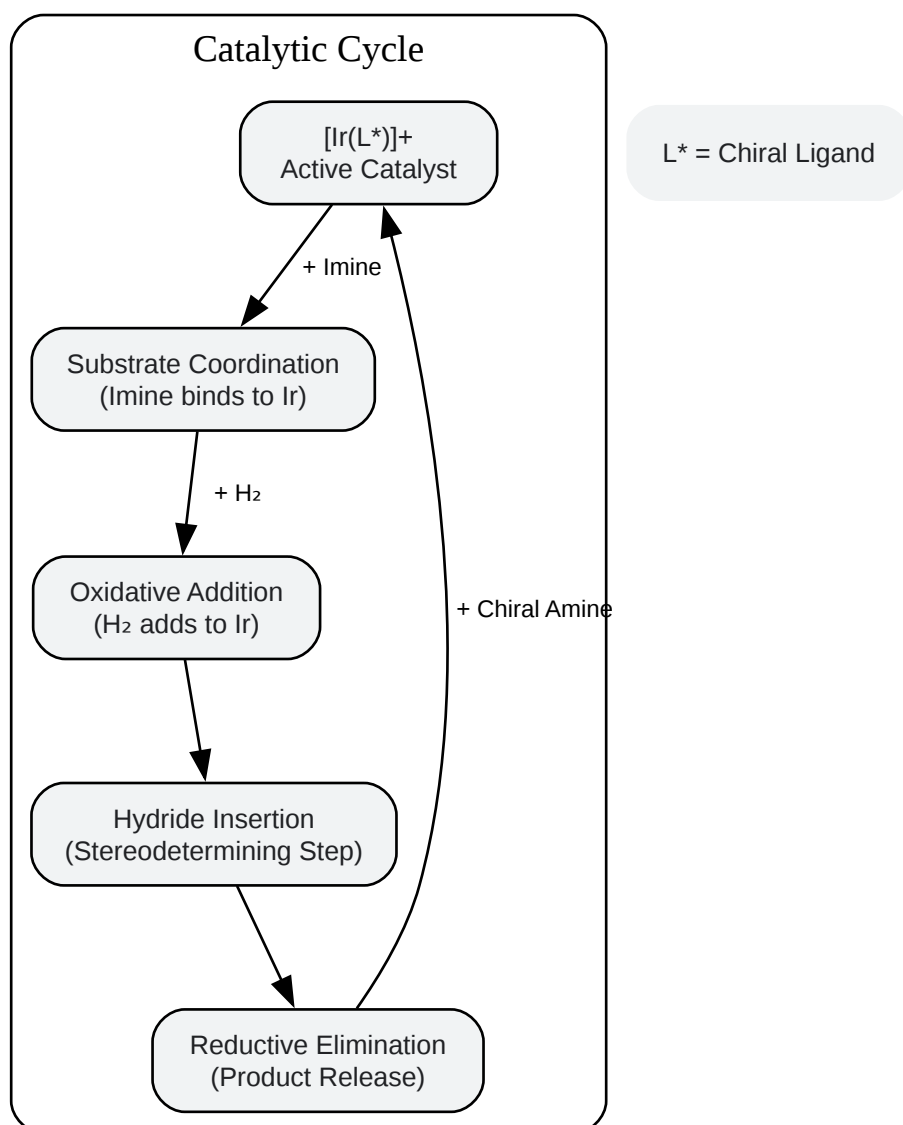 Catalytic Cycle
[Ir(L*)]+
Active Catalyst
L* = Chiral Ligand
+ Imine
Substrate Coordination
(Imine binds to Ir)
+ H₂
Oxidative Addition
(H₂ adds to Ir)
+ Chiral Amine
Hydride Insertion
(Stereodetermining Step)
Reductive Elimination
(Product Release)